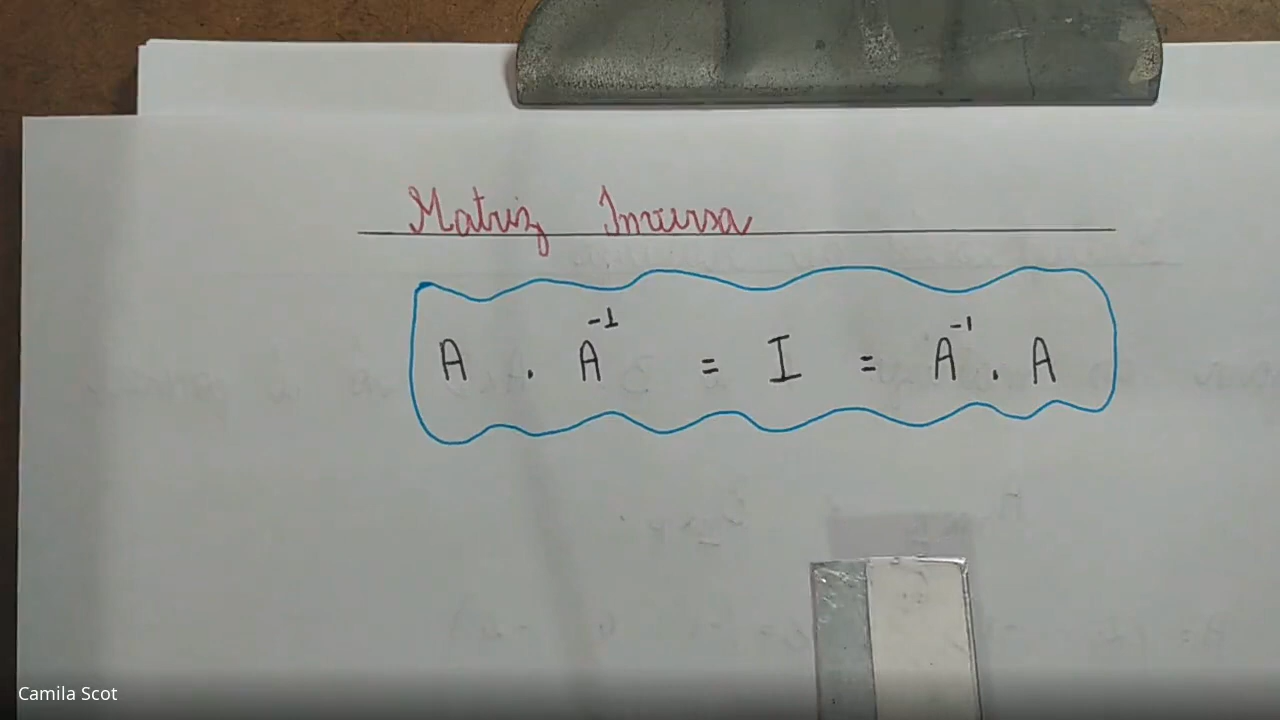 Matriz Inversa
A . A⁻¹ = I = A⁻¹ . A
Camila Scot